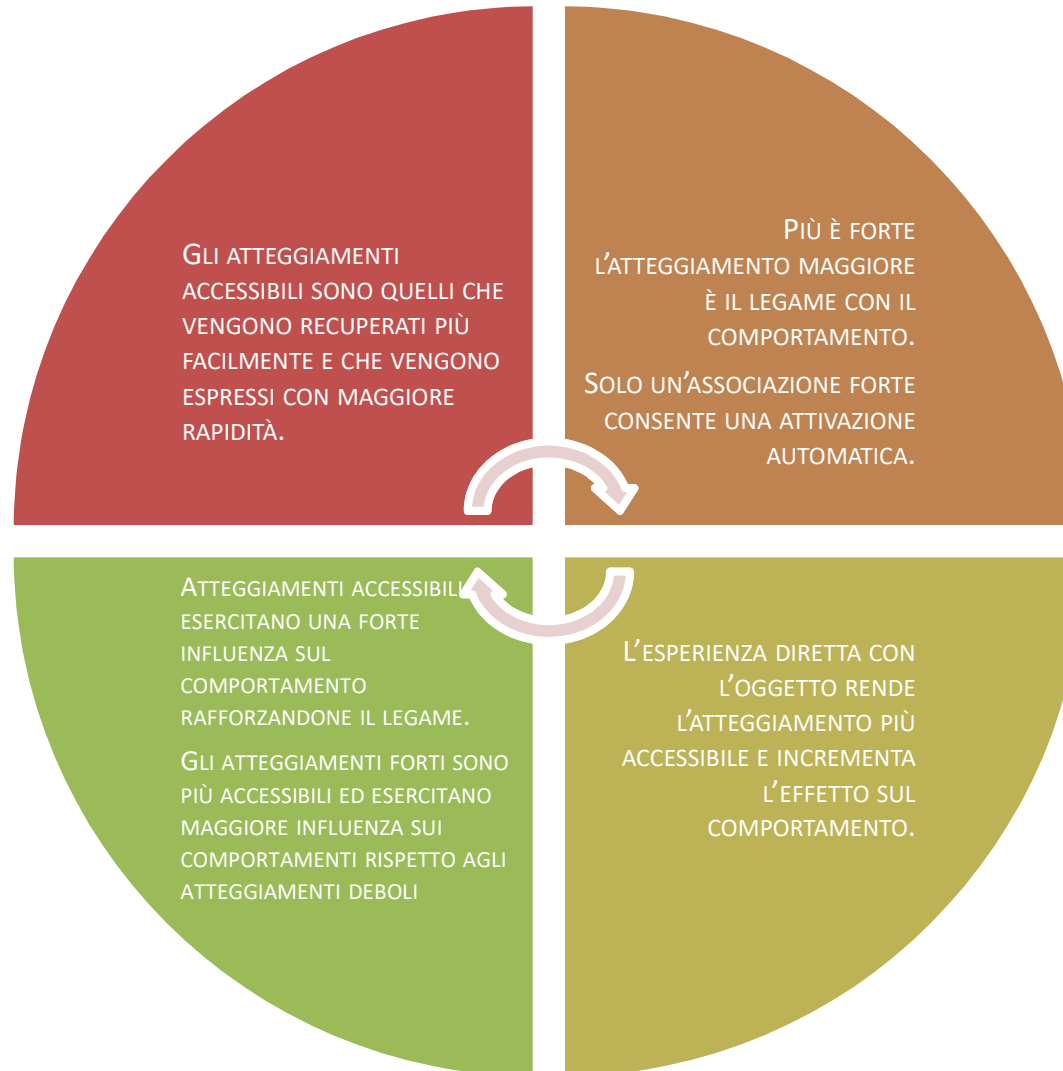 Gli atteggiamenti
accessibili sono quelli che
vengono recuperati più
facilmente e che vengono
espressi con maggiore
rapidità.
Più è forte
l'atteggiamento maggiore
è il legame con il
comportamento.
Solo un'associazione forte
consente una attivazione
automatica.
Atteggiamenti accessibili
esercitano una forte
influenza sul
comportamento
rafforzandone il legame.
Gli atteggiamenti forti sono
più accessibili ed esercitano
maggiore influenza sui
comportamenti rispetto agli
atteggiamenti deboli
L'esperienza diretta con
l'oggetto rende
l'atteggiamento più
accessibile e incrementa
l'effetto sul
comportamento.